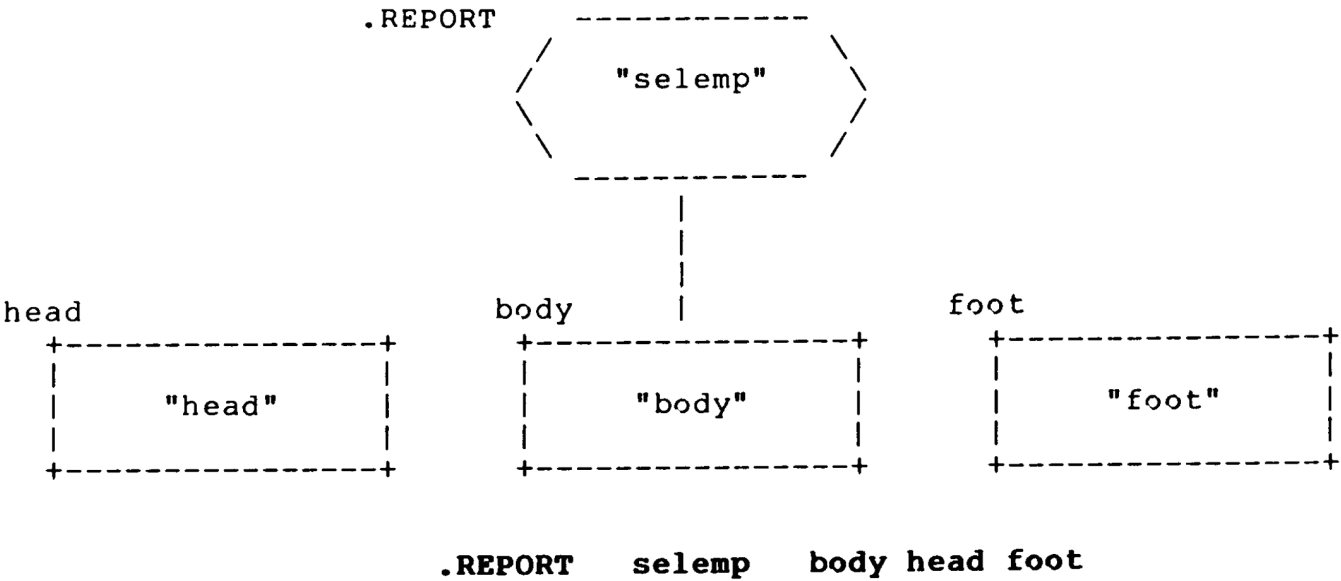 .REPORT
"selemp"
head body foot
"head" "body" "foot"
.REPORT selemp body head foot